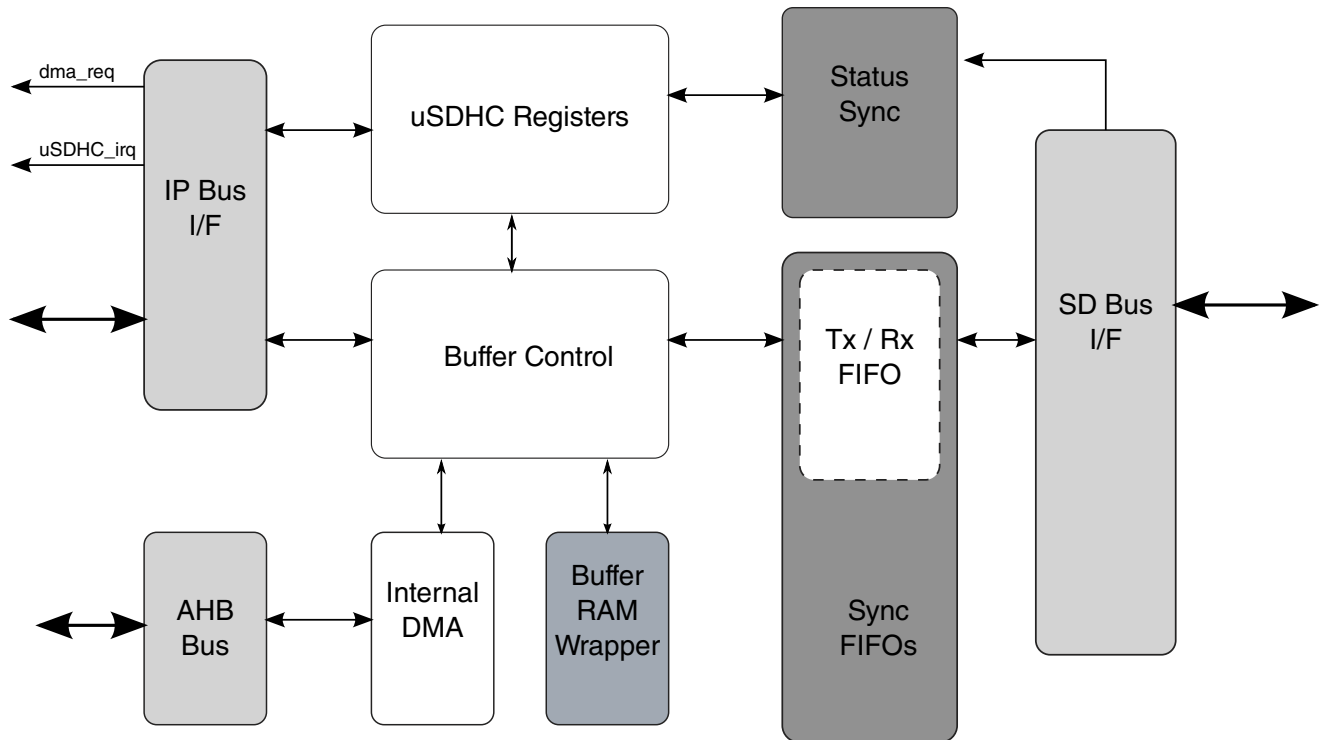 dma_req
uSDHC_irq
IP Bus
I/F
uSDHC Registers
Status
Sync
Buffer Control
Tx / Rx
FIFO
SD Bus
I/F
AHB
Bus
Internal
DMA
Buffer
RAM
Wrapper
Sync
FIFOs